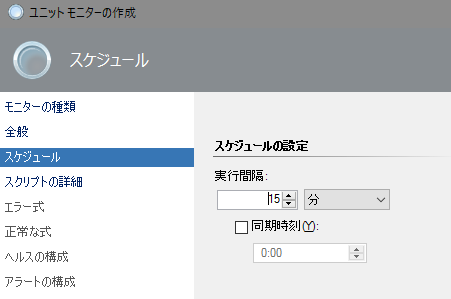 ユニット モニターの作成
スケジュール
モニターの種類
全般
スケジュール
スクリプトの詳細
エラー式
正常な式
ヘルスの構成
アラートの構成
スケジュールの設定
実行間隔:
15 分
同期時刻(Y):
0:00